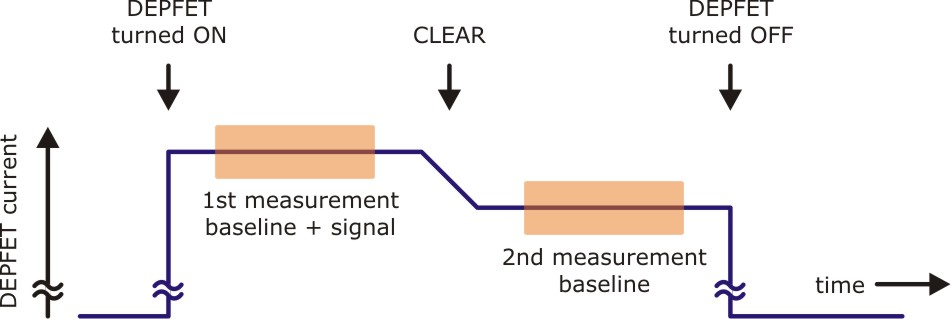 DEPFET
turned ON
CLEAR
DEPFET
turned OFF
DEPFET current
1st measurement
baseline + signal
2nd measurement
baseline
time